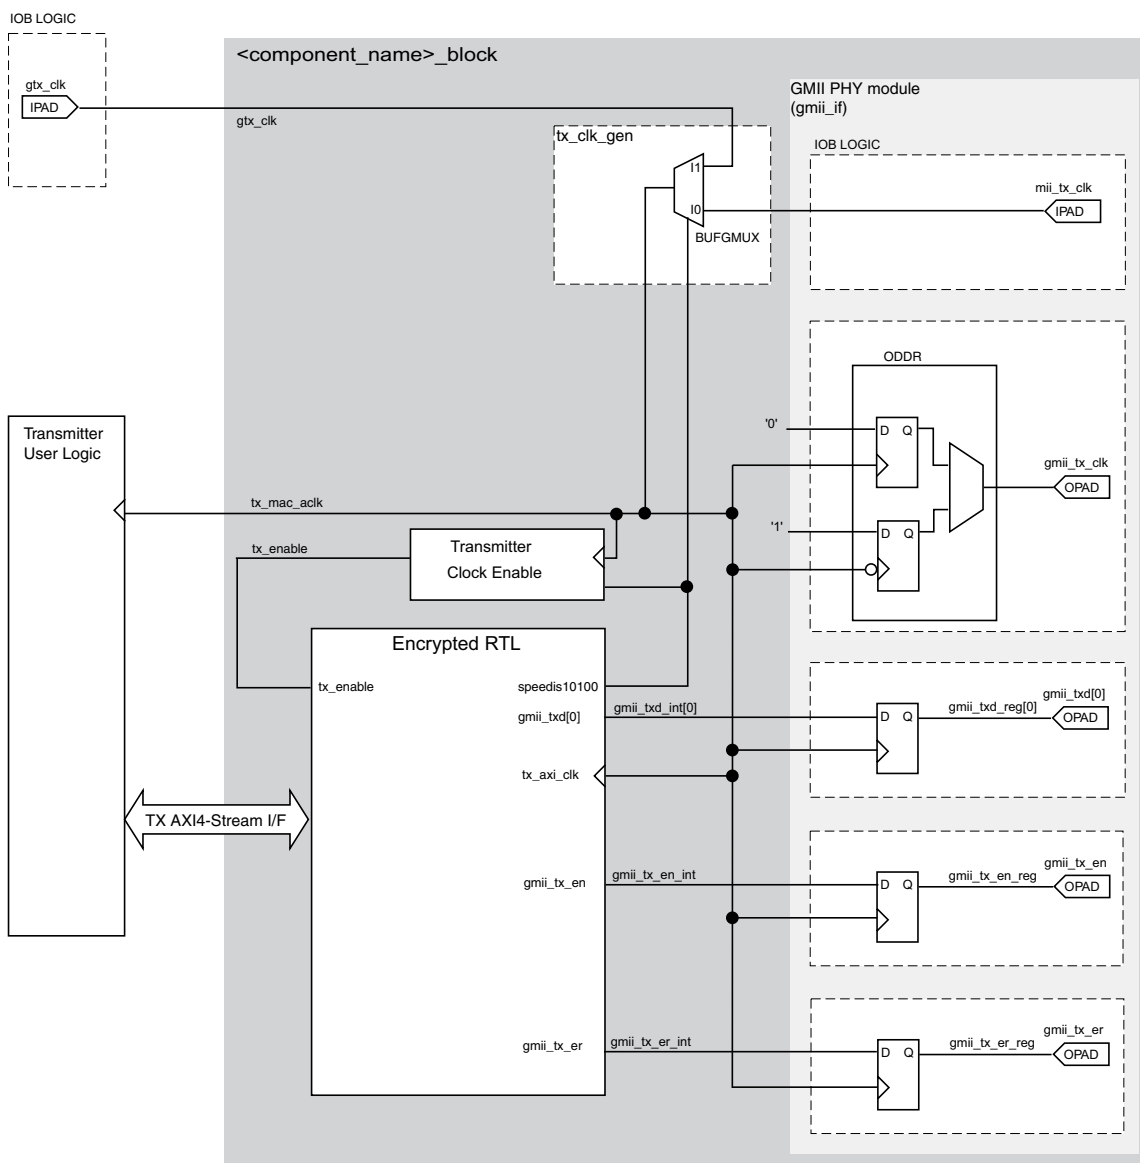 IOB LOGIC
gtx_clk
IPAD
<component_name>_block
gtx_clk
tx_clk_gen
I1
I0
BUFGMUX
GMII PHY module
(gmii_if)
IOB LOGIC
mii_tx_clk
IPAD
ODDR
'0'
D Q
gmii_tx_clk
OPAD
'1'
D Q
Transmitter
User Logic
tx_mac_aclk
tx_enable
Transmitter
Clock Enable
Encrypted RTL
tx_enable
speedis10100
gmii_txd[0]
gmii_txd_int[0]
D Q
gmii_txd_reg[0]
gmii_txd[0]
OPAD
tx_axi_clk
TX AXI4-Stream I/F
gmii_tx_en
gmii_tx_en_int
D Q
gmii_tx_en_reg
gmii_tx_en
OPAD
gmii_tx_er
gmii_tx_er_int
D Q
gmii_tx_er_reg
gmii_tx_er
OPAD